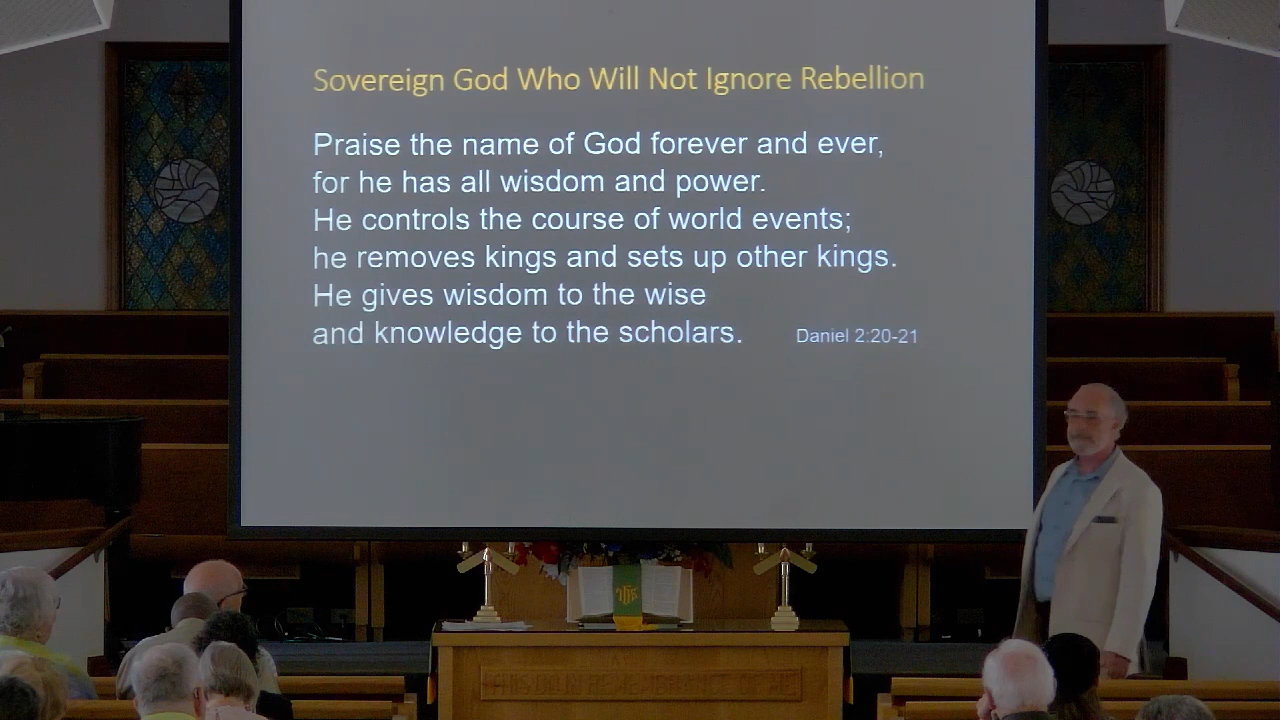 Sovereign God Who Will Not Ignore Rebellion
Praise the name of God forever and ever,
for he has all wisdom and power.
He controls the course of world events;
he removes kings and sets up other kings.
He gives wisdom to the wise
and knowledge to the scholars. Daniel 2:20-21
IHS